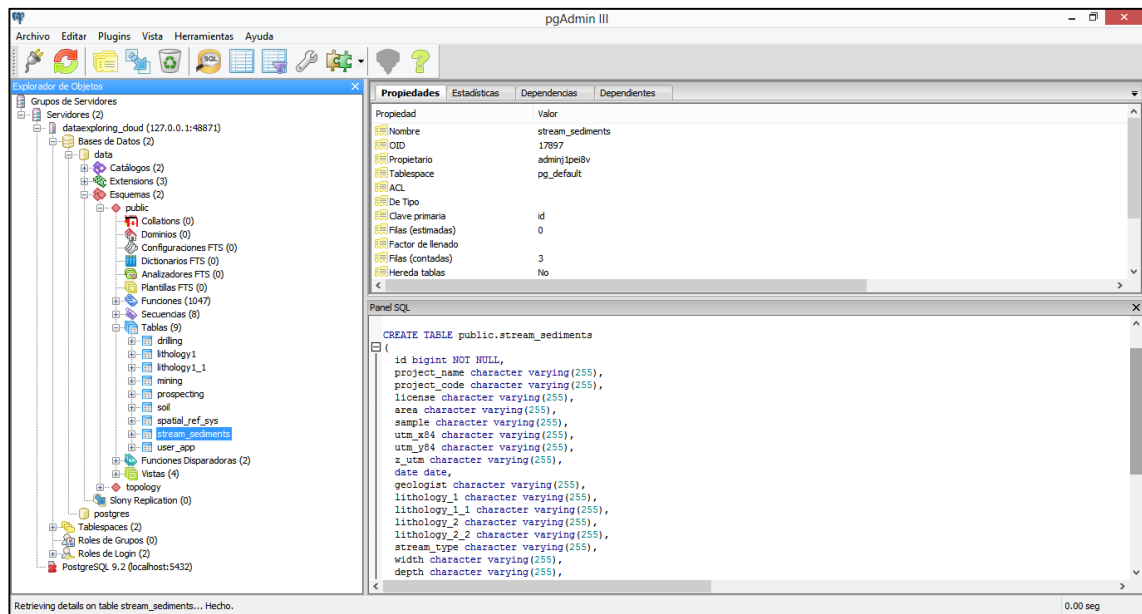 pgAdmin III
Archivo Editar Plugins Vista Herramientas Ayuda
SQL
Explorador de Objetos
Grupos de Servidores
Servidores (2)
dataexploring_cloud (127.0.0.1:48871)
Bases de Datos (2)
data
Catálogos (2)
Extensions (3)
Esquemas (2)
public
Collations (0)
Dominios (0)
Configuraciones FTS (0)
Dictionarios FTS (0)
Analizadores FTS (0)
Plantillas FTS (0)
Funciones (1047)
Secuencias (8)
Tablas (9)
drilling
lithology1
lithology1_1
mining
prospecting
soil
spatial_ref_sys
stream_sediments
user_app
Funciones Disparadoras (2)
Vistas (4)
topology
Slony Replication (0)
postgres
Tablespaces (2)
Roles de Grupos (0)
Roles de Login (2)
PostgreSQL 9.2 (localhost:5432)
Propiedades Estadísticas Dependencias Dependientes
Propiedad Valor
Nombre stream_sediments
OID 17897
Propietario adminj1pei8v
Tablespace pg_default
ACL
De Tipo
Clave primaria id
Filas (estimadas) 0
Factor de llenado
Filas (contadas) 3
Hereda tablas No
Panel SQL
CREATE TABLE public.stream_sediments
(
id bigint NOT NULL,
project_name character varying(255),
project_code character varying(255),
license character varying(255),
area character varying(255),
sample character varying(255),
utm_x84 character varying(255),
utm_y84 character varying(255),
z_utm character varying(255),
date date,
geologist character varying(255),
lithology_1 character varying(255),
lithology_1_1 character varying(255),
lithology_2 character varying(255),
lithology_2_2 character varying(255),
stream_type character varying(255),
width character varying(255),
depth character varying(255),
Retrieving details on table stream_sediments... Hecho. 0.00 seg